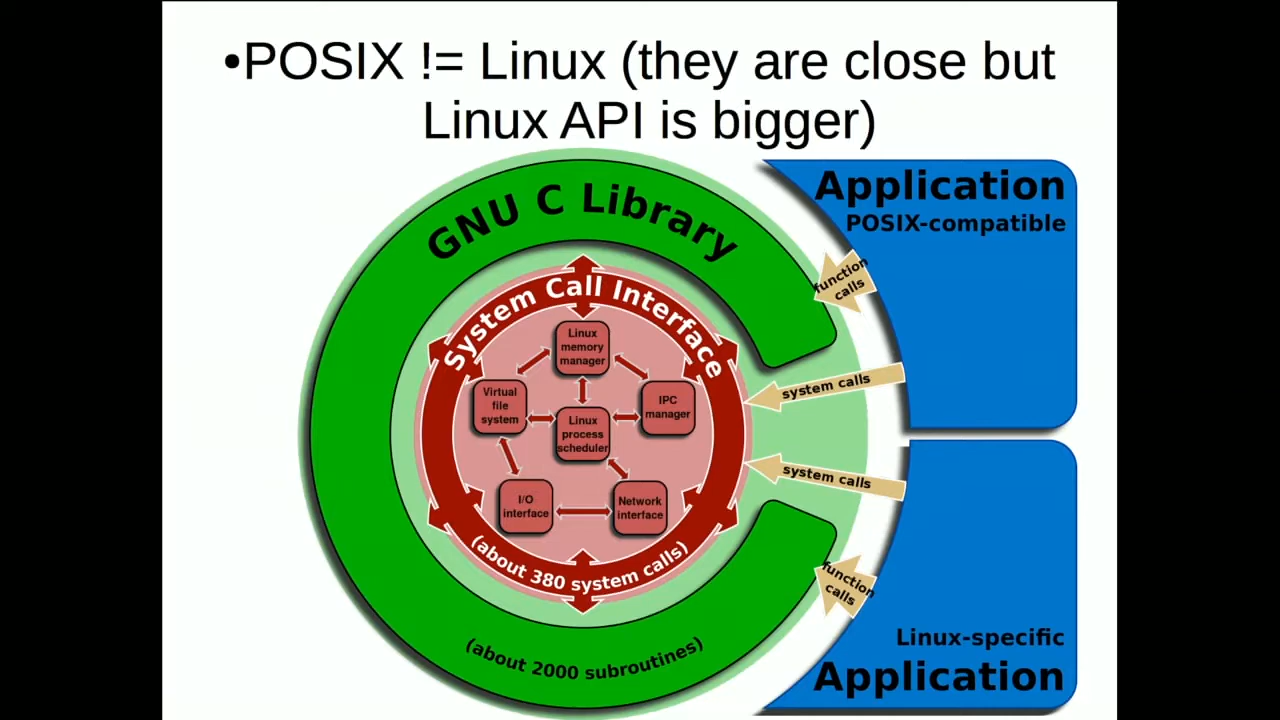 •POSIX != Linux (they are close but
Linux API is bigger)
GNU C Library
System Call Interface
Linux
memory
manager
Virtual
file
system
IPC
manager
Linux
process
scheduler
I/O
interface
Network
interface
(about 380 system calls)
(about 2000 subroutines)
Application
POSIX-compatible
function
calls
system calls
system calls
function
calls
Linux-specific
Application